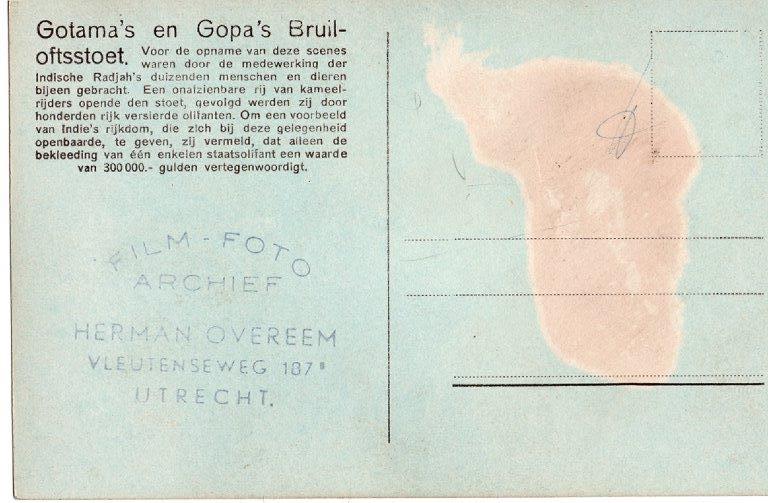 Gotama's en Gopa's Bruil-
oftsstoet. Voor de opname van deze scenes
waren door de medewerking der
Indische Radjah's duizenden menschen en dieren
bijeen gebracht. Een onafzienbare rij van kameel-
rijders opende den stoet, gevolgd werden zij door
honderden rijk versierde olifanten. Om een voorbeeld
van Indie's rijkdom, die zich bij deze gelegenheid
openbaarde, te geven, zij vermeld, dat alleen de
bekleeding van één enkelen staatsolifant een waarde
van 300000.- gulden vertegenwoordigt.
FILM-FOTO
ARCHIEF
HERMAN OVEREEM
VLEUTENSEWEG 187
UTRECHT.